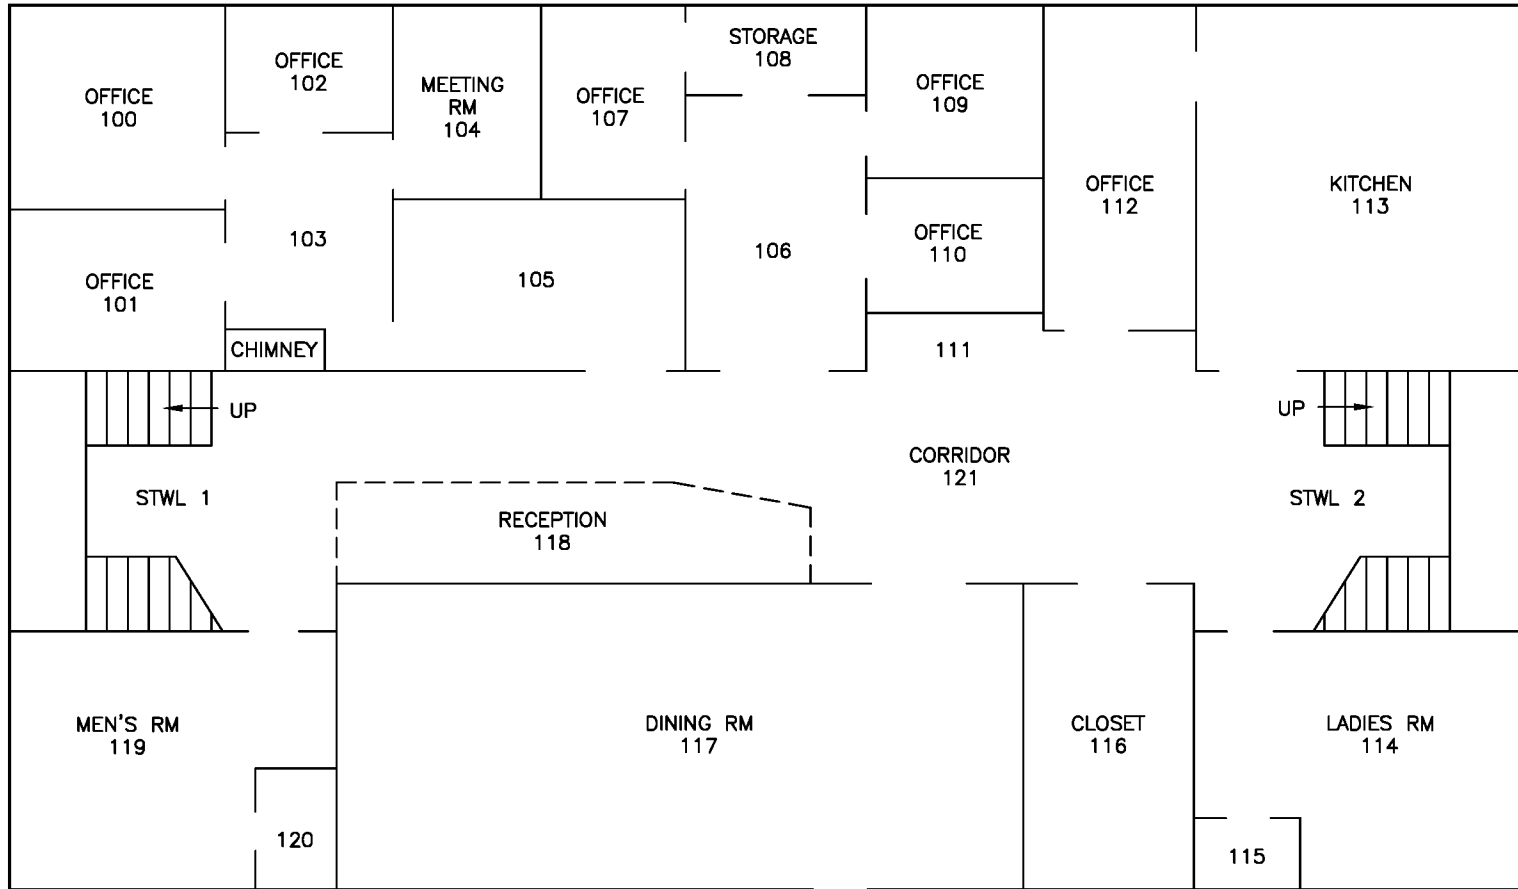 OFFICE
100
OFFICE
102
MEETING
RM
104
OFFICE
107
STORAGE
108
OFFICE
109
OFFICE
112
KITCHEN
113
OFFICE
101
103
105
106
OFFICE
110
CHIMNEY
111
UP
UP
CORRIDOR
121
STWL 1
STWL 2
RECEPTION
118
MEN'S RM
119
DINING RM
117
CLOSET
116
LADIES RM
114
120
115